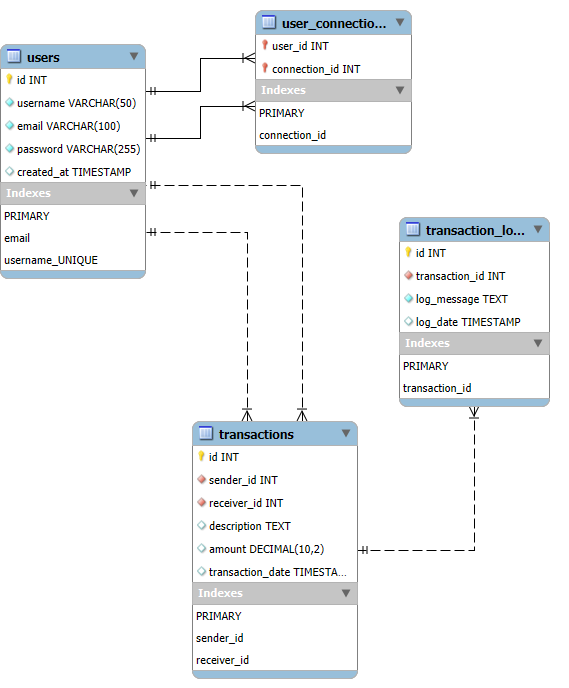 users
id INT
username VARCHAR(50)
email VARCHAR(100)
password VARCHAR(255)
created_at TIMESTAMP
Indexes
PRIMARY
email
username_UNIQUE
user_connectio...
user_id INT
connection_id INT
Indexes
PRIMARY
connection_id
transaction_lo...
id INT
transaction_id INT
log_message TEXT
log_date TIMESTAMP
Indexes
PRIMARY
transaction_id
transactions
id INT
sender_id INT
receiver_id INT
description TEXT
amount DECIMAL(10,2)
transaction_date TIMESTA...
Indexes
PRIMARY
sender_id
receiver_id